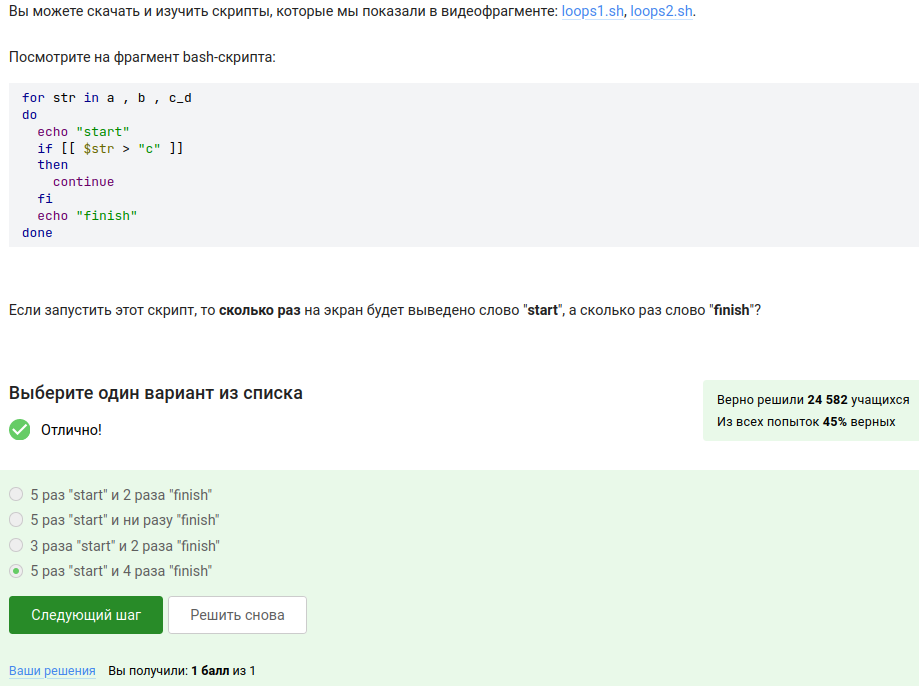 Вы можете скачать и изучить скрипты, которые мы показали в видеофрагменте: loops1.sh, loops2.sh.
Посмотрите на фрагмент bash-скрипта:
for str in a , b , c_d
do
  echo "start"
  if [[ $str > "c" ]]
  then
    continue
  fi
  echo "finish"
done
Если запустить этот скрипт, то сколько раз на экран будет выведено слово "start", а сколько раз слово "finish"?
Выберите один вариант из списка
Отлично!
Верно решили 24 582 учащихся
Из всех попыток 45% верных
5 раз "start" и 2 раза "finish"
5 раз "start" и ни разу "finish"
3 раза "start" и 2 раза "finish"
5 раз "start" и 4 раза "finish"
Следующий шаг Решить снова
Ваши решения Вы получили: 1 балл из 1